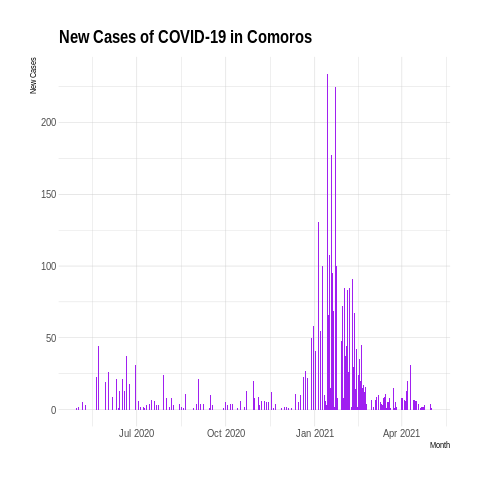 New Cases of COVID-19 in Comoros
New Cases
200
150
100
50
0
Jul 2020
Oct 2020
Jan 2021
Apr 2021
Month